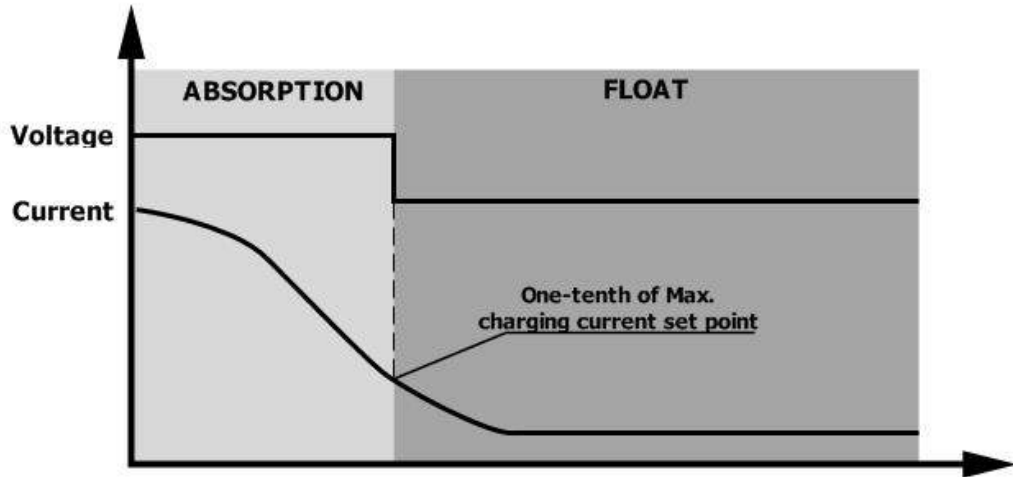 ABSORPTION
FLOAT
Voltage
Current
One-tenth of Max.
charging current set point